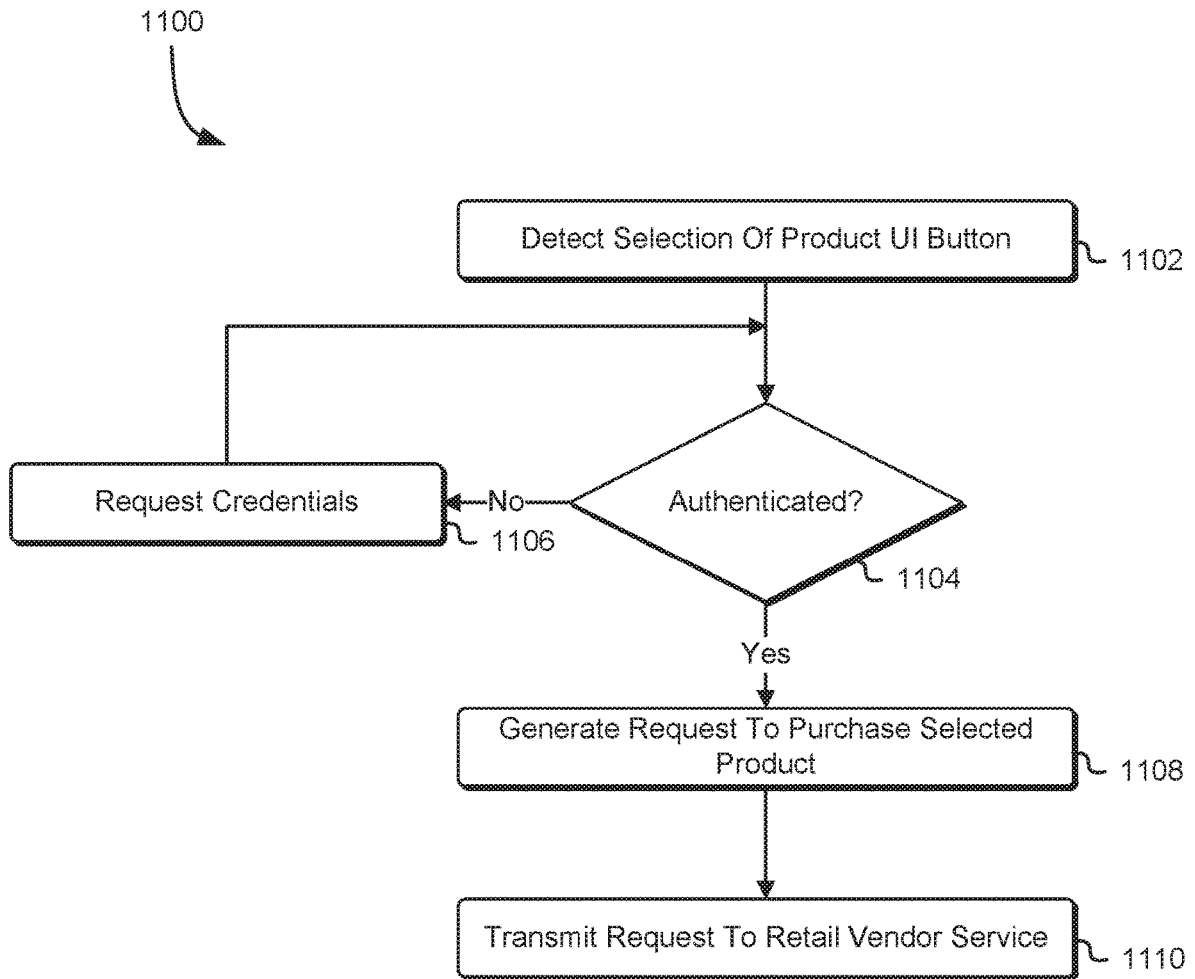 1100
Detect Selection Of Product UI Button
1102
Request Credentials
No
Authenticated?
1106
1104
Yes
Generate Request To Purchase Selected
Product
1108
Transmit Request To Retail Vendor Service
1110